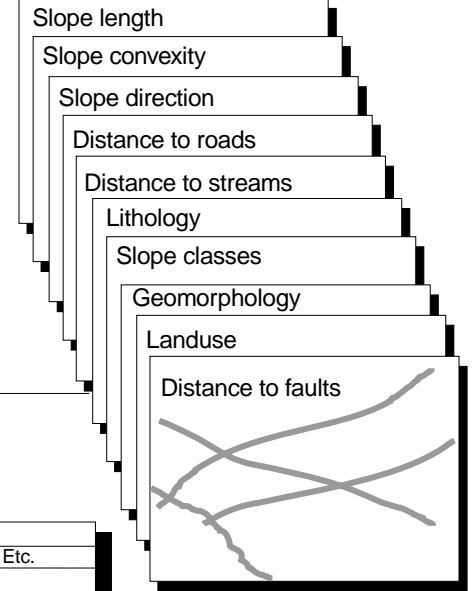 Slope length
Slope convexity
Slope direction
Distance to roads
Distance to streams
Lithology
Slope classes
Geomorphology
Landuse
Distance to faults
Etc.